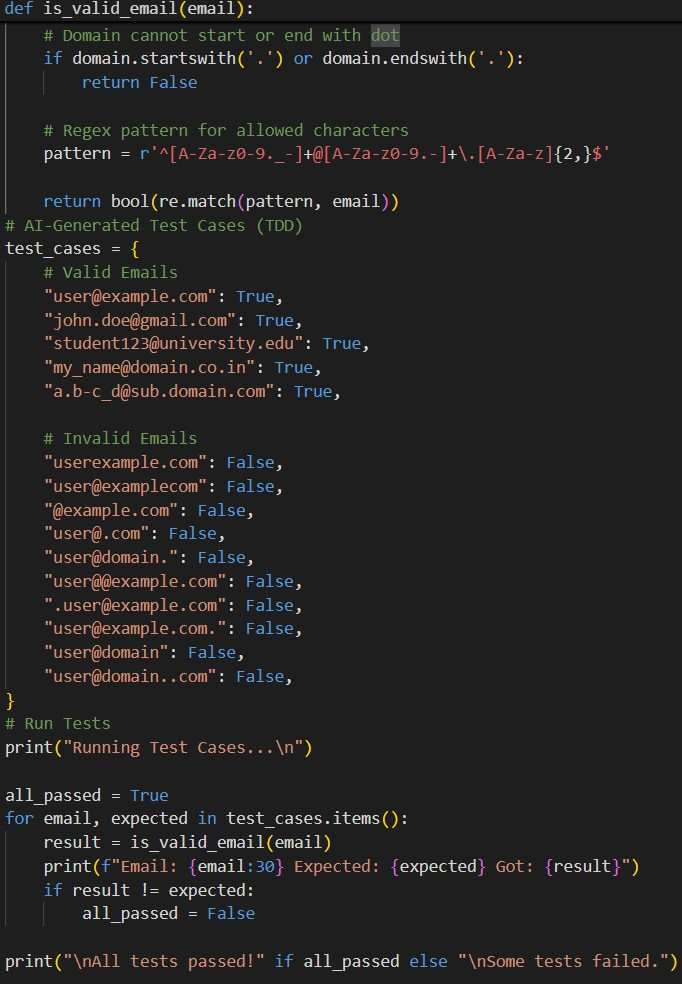 def is_valid_email(email):
    # Domain cannot start or end with dot
    if domain.startswith('.') or domain.endswith('.'):
        return False

    # Regex pattern for allowed characters
    pattern = r'^[A-Za-z0-9._-]+@[A-Za-z0-9.-]+\.[A-Za-z]{2,}$'

    return bool(re.match(pattern, email))
# AI-Generated Test Cases (TDD)
test_cases = {
    # Valid Emails
    "user@example.com": True,
    "john.doe@gmail.com": True,
    "student123@university.edu": True,
    "my_name@domain.co.in": True,
    "a.b-c_d@sub.domain.com": True,

    # Invalid Emails
    "userexample.com": False,
    "user@examplecom": False,
    "@example.com": False,
    "user@.com": False,
    "user@domain.": False,
    "user@@example.com": False,
    ".user@example.com": False,
    "user@example.com.": False,
    "user@domain": False,
    "user@domain..com": False,
}
# Run Tests
print("Running Test Cases...\n")

all_passed = True
for email, expected in test_cases.items():
    result = is_valid_email(email)
    print(f"Email: {email:30} Expected: {expected} Got: {result}")
    if result != expected:
        all_passed = False

print("\nAll tests passed!" if all_passed else "\nSome tests failed.")